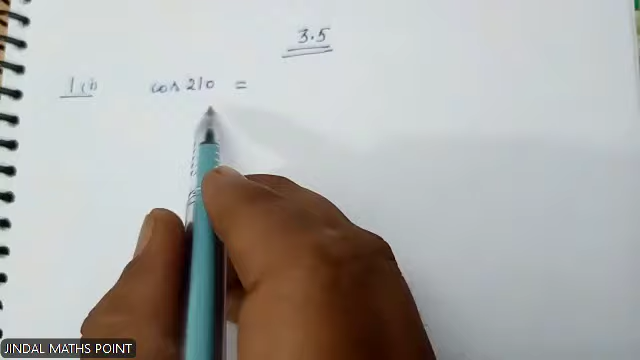 3.5
1(i) cos 210 =
JINDAL MATHS POINT